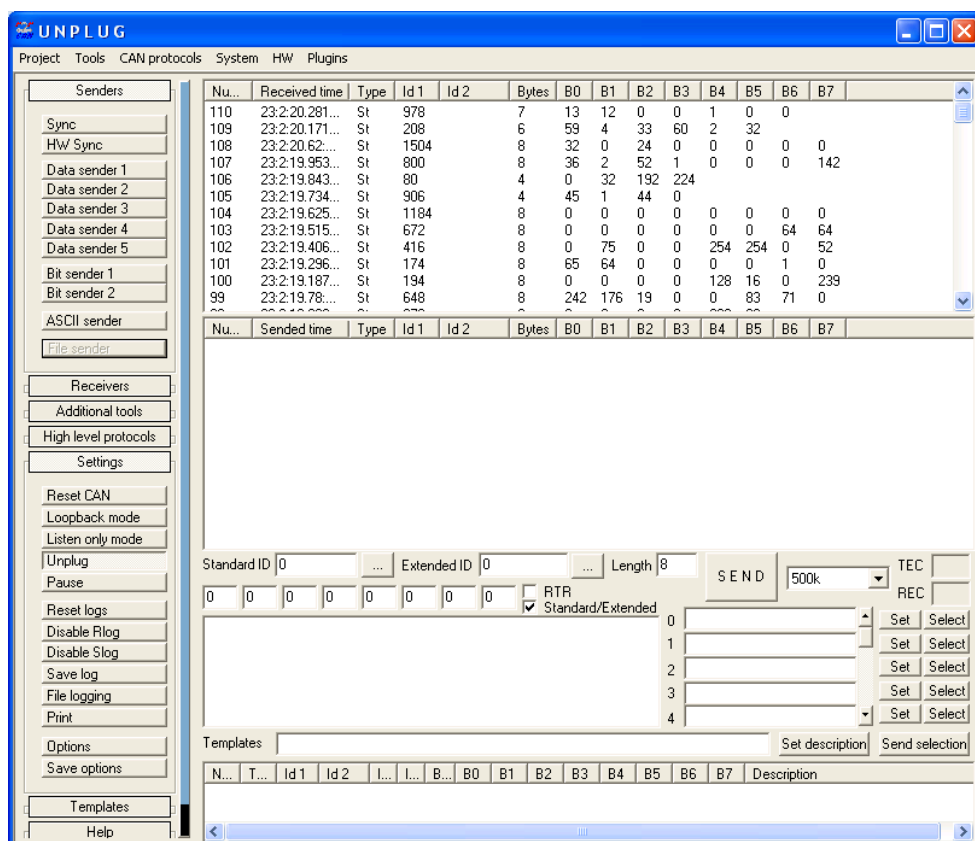 UNPLUG
Project Tools CAN protocols System HW Plugins
Senders
Sync
HW Sync
Data sender 1
Data sender 2
Data sender 3
Data sender 4
Data sender 5
Bit sender 1
Bit sender 2
ASCII sender
File sender
Receivers
Additional tools
High level protocols
Settings
Reset CAN
Loopback mode
Listen only mode
Unplug
Pause
Reset logs
Disable Rlog
Disable Slog
Save log
File logging
Print
Options
Save options
Templates
Help
Nu... Received time Type Id 1 Id 2 Bytes B0 B1 B2 B3 B4 B5 B6 B7
110 23:2:20.281... St 978 7 13 12 0 0 1 0 0
109 23:2:20.171... St 208 6 59 4 33 60 2 32
108 23:2:20.62:... St 1504 8 32 0 24 0 0 0 0 0
107 23:2:19.953... St 800 8 36 2 52 1 0 0 0 142
106 23:2:19.843... St 80 4 0 32 192 224
105 23:2:19.734... St 906 4 45 1 44 0
104 23:2:19.625... St 1184 8 0 0 0 0 0 0 0 0
103 23:2:19.515... St 672 8 0 0 0 0 0 0 64 64
102 23:2:19.406... St 416 8 0 75 0 0 254 254 0 52
101 23:2:19.296... St 174 8 65 64 0 0 0 0 1 0
100 23:2:19.187... St 194 8 0 0 0 0 128 16 0 239
99 23:2:19.78:... St 648 8 242 176 19 0 0 83 71 0
Nu... Sended time Type Id 1 Id 2 Bytes B0 B1 B2 B3 B4 B5 B6 B7
Standard ID 0 ... Extended ID 0 ... Length 8 SEND 500k TEC
REC
0 0 0 0 0 0 0 0 RTR
Standard/Extended
0 Set Select
1 Set Select
2 Set Select
3 Set Select
4 Set Select
Templates Set description Send selection
N... T... Id 1 Id 2 I... I... B... B0 B1 B2 B3 B4 B5 B6 B7 Description